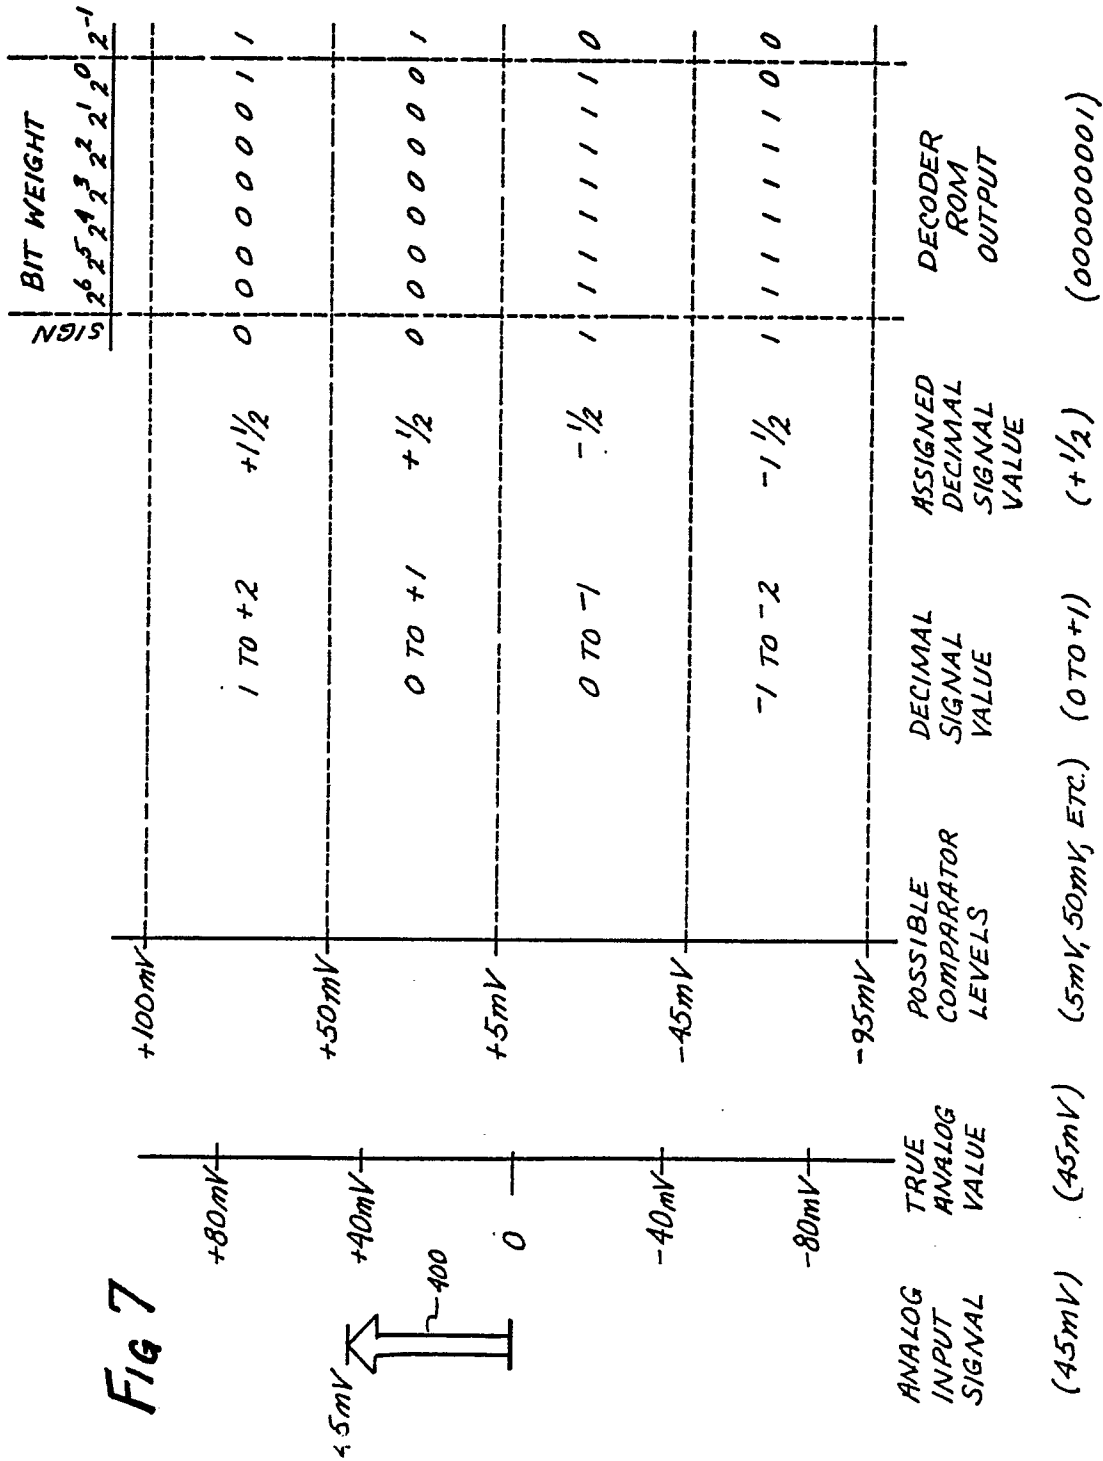 BIT WEIGHT
SIGN 2⁶ 2⁵ 2⁴ 2³ 2² 2¹ 2⁰ 2⁻¹
FIG 7
+100mV
+80mV
1 TO +2 +1½ 0 0 0 0 0 0 0 1 1
+50mV
45mV
+40mV
400
0 TO +1 +½ 0 0 0 0 0 0 0 0 1
+5mV
0
0 TO -1 -½ 1 1 1 1 1 1 1 1 0
-45mV
-40mV
-1 TO -2 -1½ 1 1 1 1 1 1 1 0 0
-80mV
-95mV
ANALOG INPUT SIGNAL
TRUE ANALOG VALUE
POSSIBLE COMPARATOR LEVELS
DECIMAL SIGNAL VALUE
ASSIGNED DECIMAL SIGNAL VALUE
DECODER ROM OUTPUT
(45mV) (45mV) (5mV, 50mV, ETC.) (0 TO +1) (+½) (000000001)